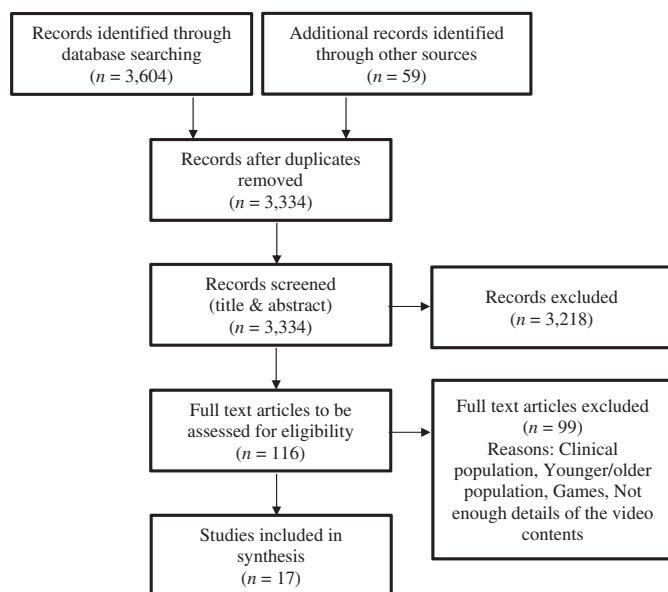 Records identified through
database searching
(n = 3,604)
Additional records identified
through other sources
(n = 59)
Records after duplicates
removed
(n = 3,334)
Records screened
(title & abstract)
(n = 3,334)
Records excluded
(n = 3,218)
Full text articles to be
assessed for eligibility
(n = 116)
Full text articles excluded
(n = 99)
Reasons: Clinical
population, Younger/older
population, Games, Not
enough details of the video
contents
Studies included in
synthesis
(n = 17)